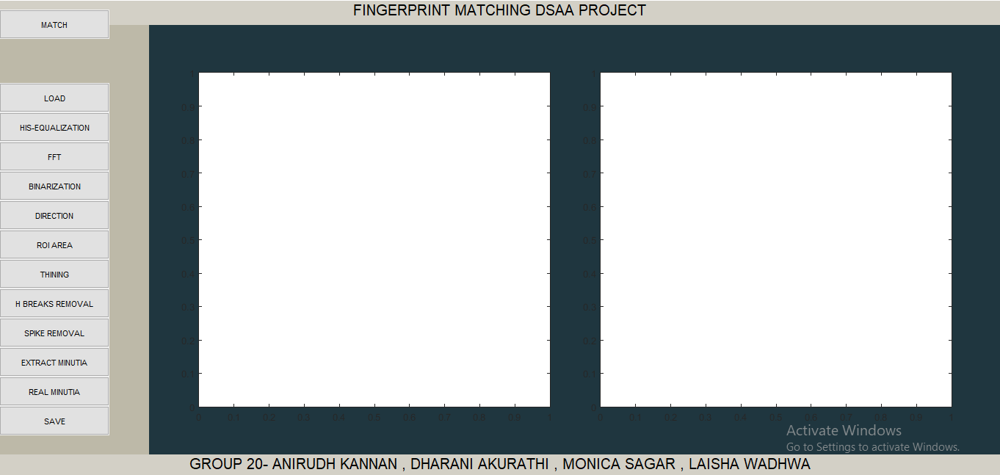 FINGERPRINT MATCHING DSAA PROJECT
MATCH
LOAD
HIS-EQUALIZATION
FFT
BINARIZATION
DIRECTION
ROI AREA
THINING
H BREAKS REMOVAL
SPIKE REMOVAL
EXTRACT MINUTIA
REAL MINUTIA
SAVE
1
0.9
0.8
0.7
0.6
0.5
0.4
0.3
0.2
0.1
0
0 0.1 0.2 0.3 0.4 0.5 0.6 0.7 0.8 0.9 1
1
0.9
0.8
0.7
0.6
0.5
0.4
0.3
0.2
0.1
0
0 0.1 0.2 0.3 0.4 0.5 0.6 0.7 0.8 0.9 1
Activate Windows
Go to Settings to activate Windows.
GROUP 20- ANIRUDH KANNAN , DHARANI AKURATHI , MONICA SAGAR , LAISHA WADHWA